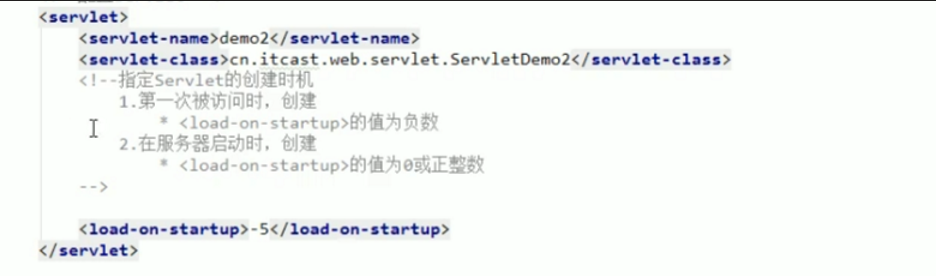 <servlet>
<servlet-name>demo2</servlet-name>
<servlet-class>cn.itcast.web.servlet.ServletDemo2</servlet-class>
<!--指定Servlet的创建时机
1.第一次被访问时，创建
* <load-on-startup>的值为负数
2.在服务器启动时，创建
* <load-on-startup>的值为0或正整数
-->
<load-on-startup>-5</load-on-startup>
</servlet>